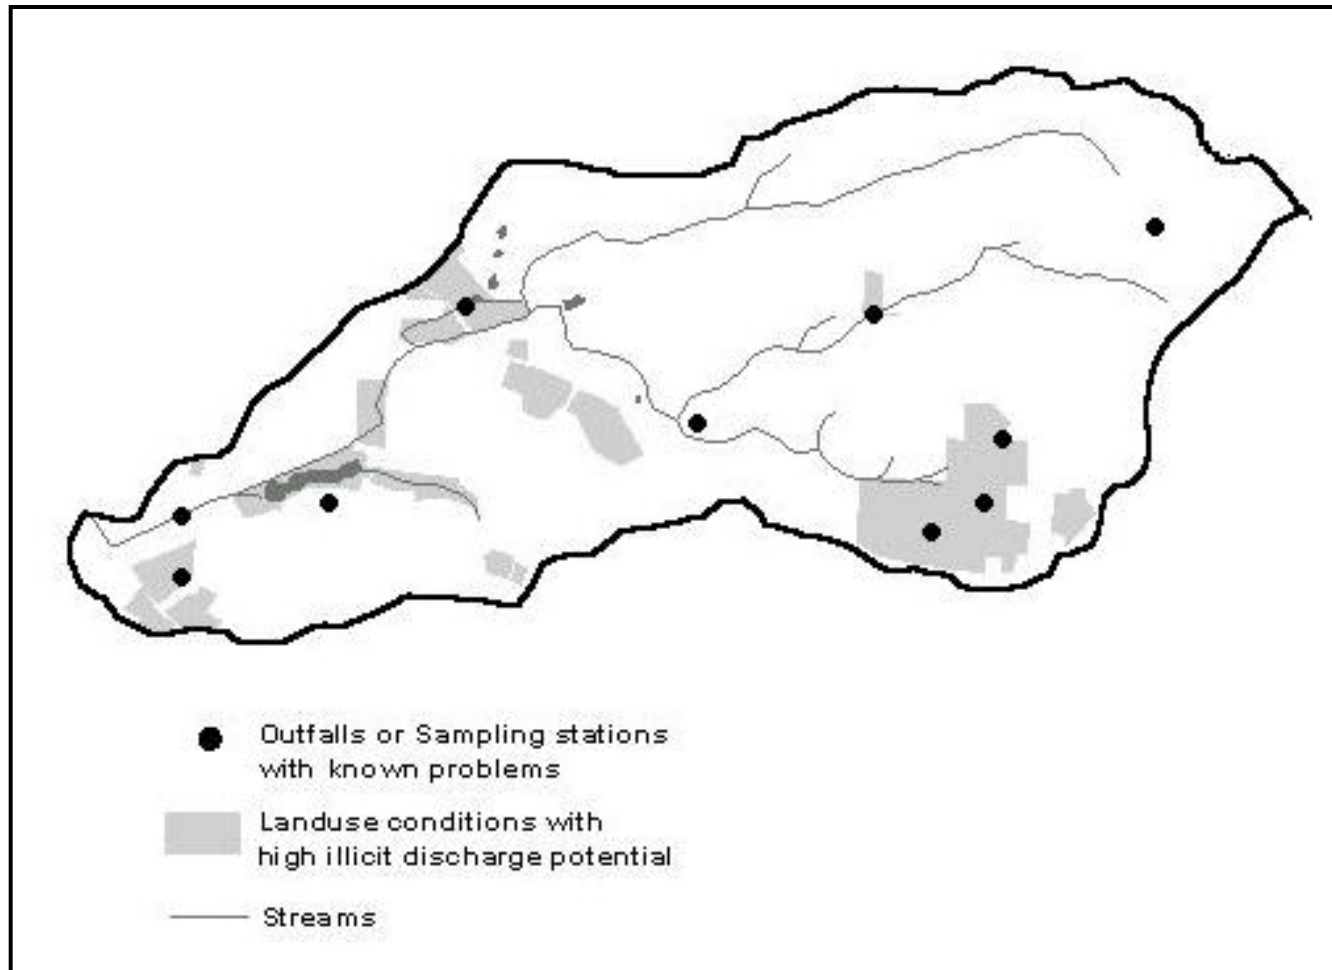 Outfalls or Sampling stations
with known problems
Landuse conditions with
high illicit discharge potential
Streams